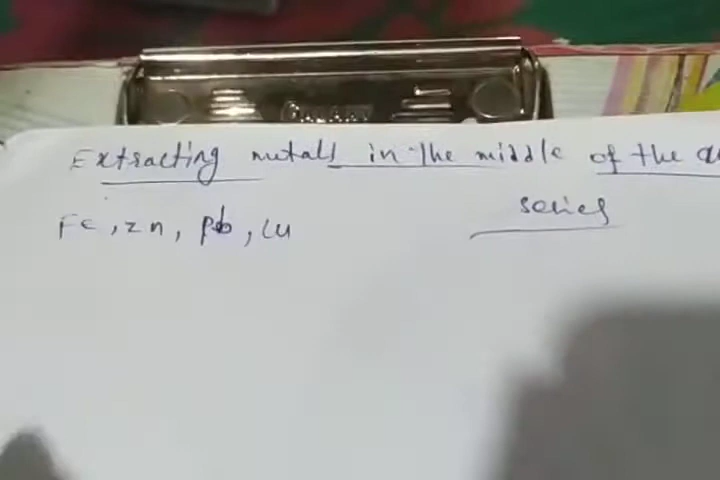 Extracting metals in the middle of the
series
Fe, zn, pb, cu